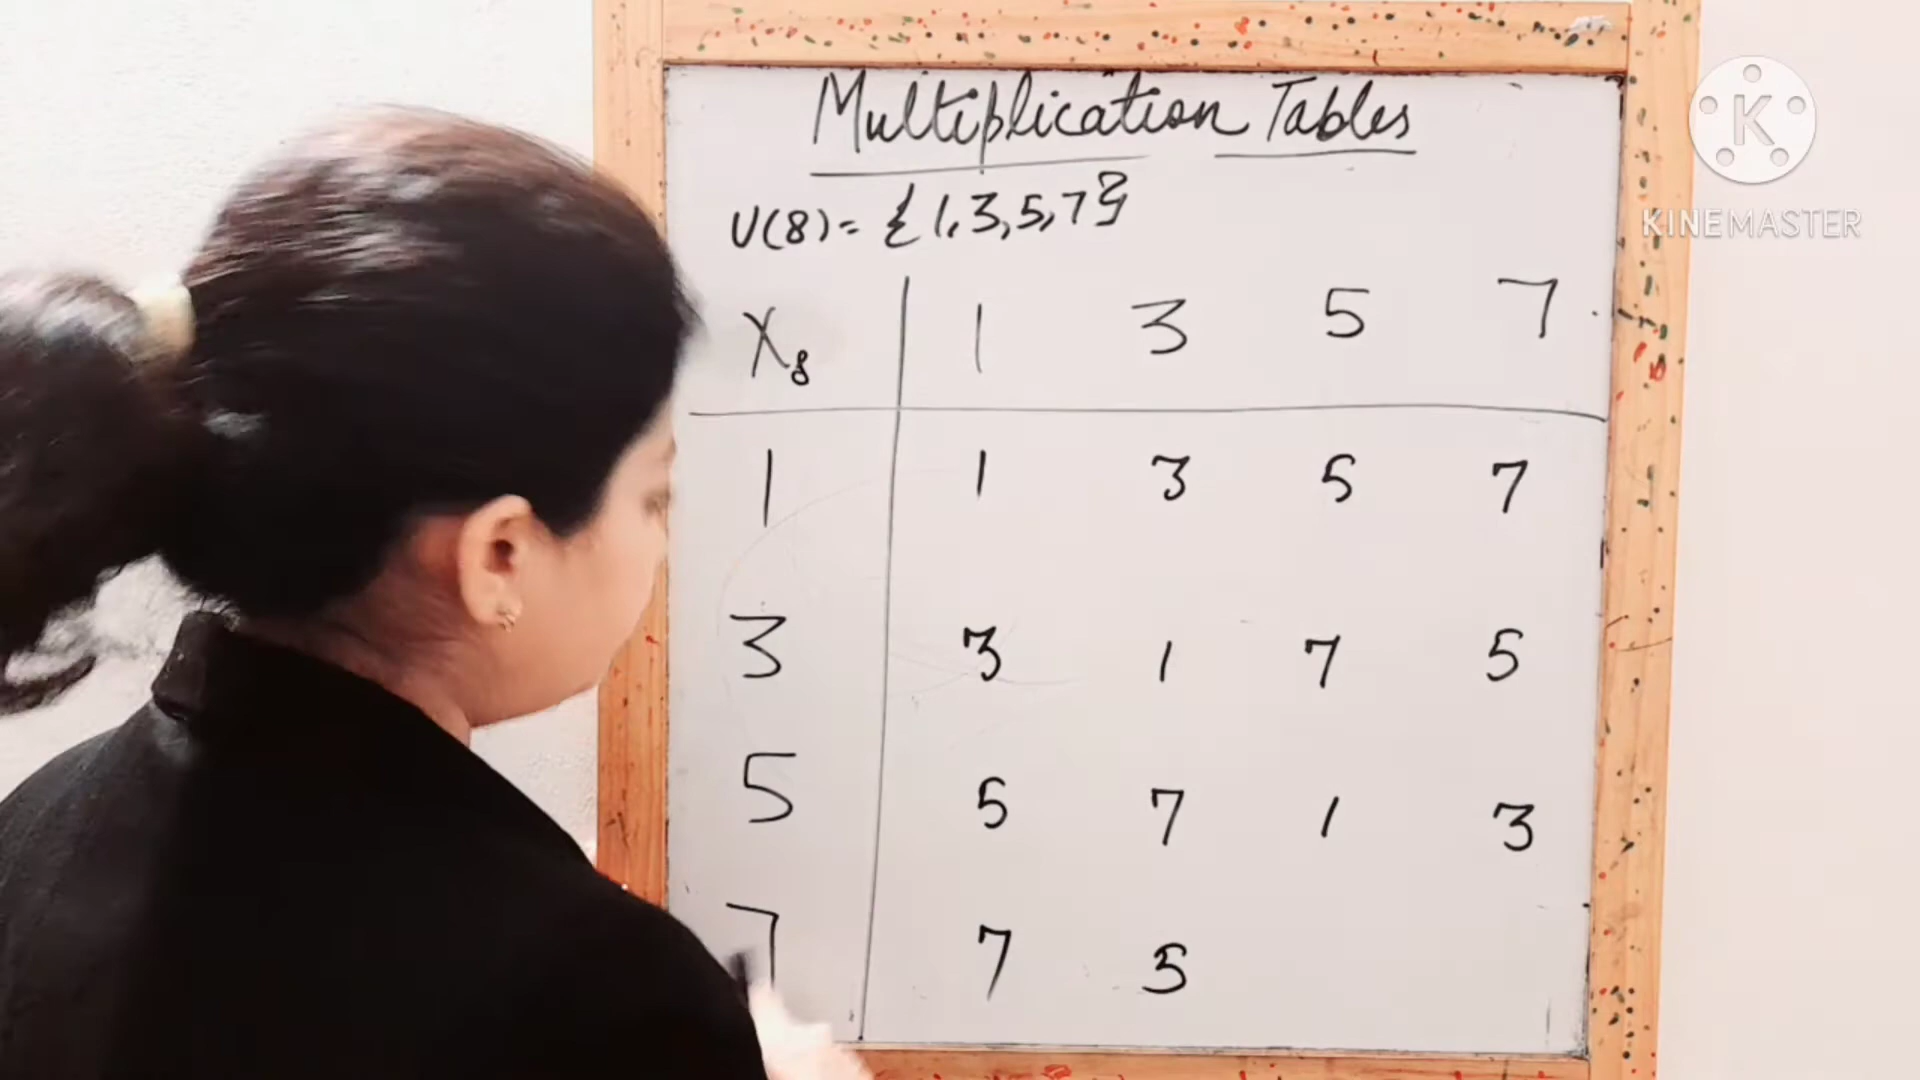 Multiplication Tables
U(8) = {1,3,5,7}
X8 1 3 5 7
1 1 3 5 7
3 3 1 7 5
5 5 7 1 3
7 7 5
K
KINEMASTER